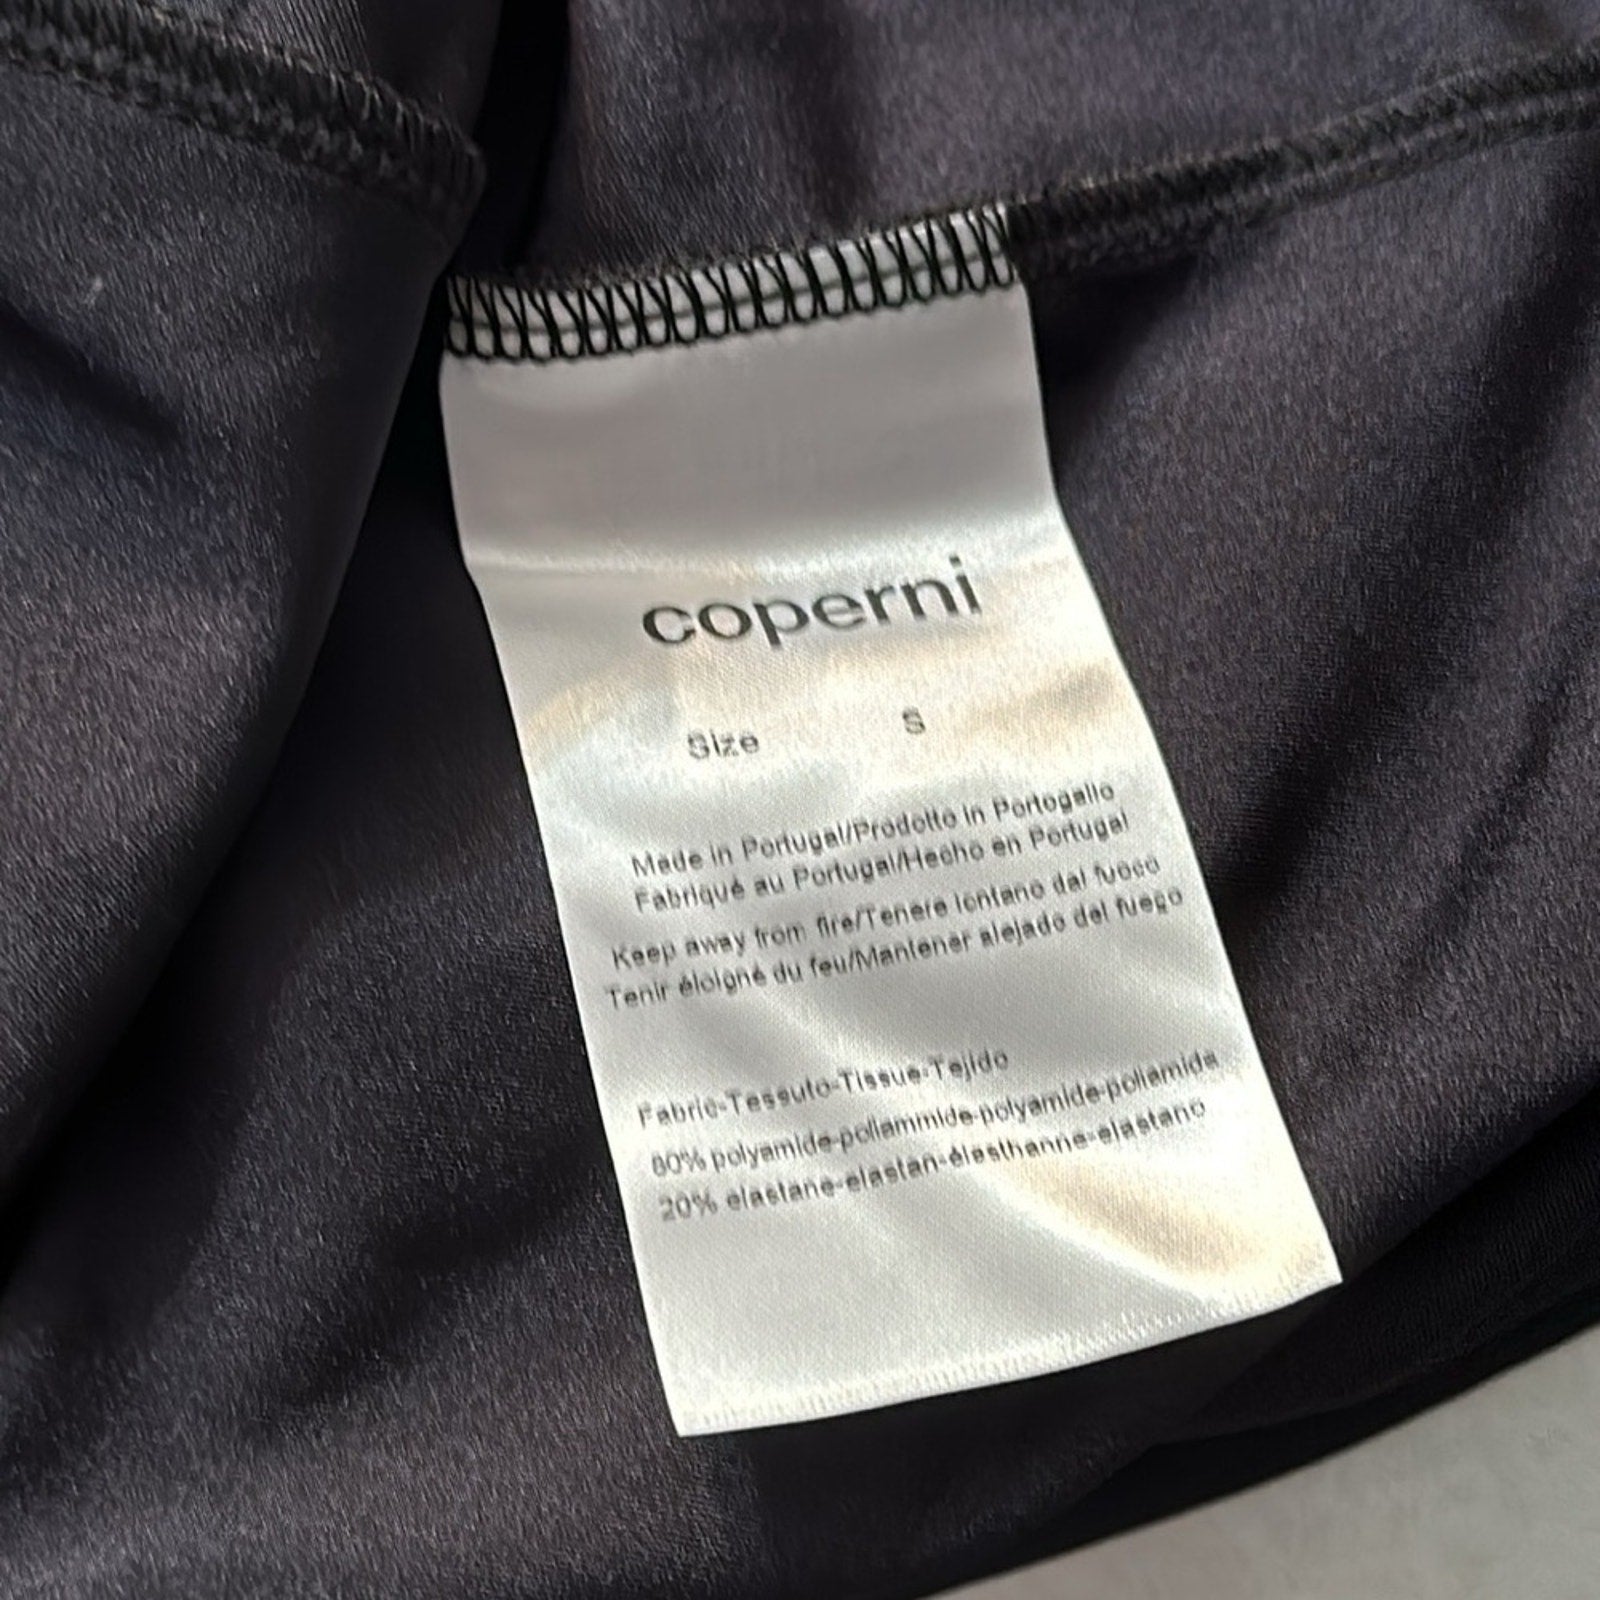 coperni
Size S
Made in Portugal/Prodotto in Portogallo
Fabriqué au Portugal/Hecho en Portugal
Keep away from fire/Tenere lontano dal fuoco
Tenir éloigné du feu/Mantener alejado del fuego
Fabric-Tessuto-Tissue-Tejido
80% polyamide-poliammide-polyamide-poliamida
20% elastane-elastan-élasthanne-elastano